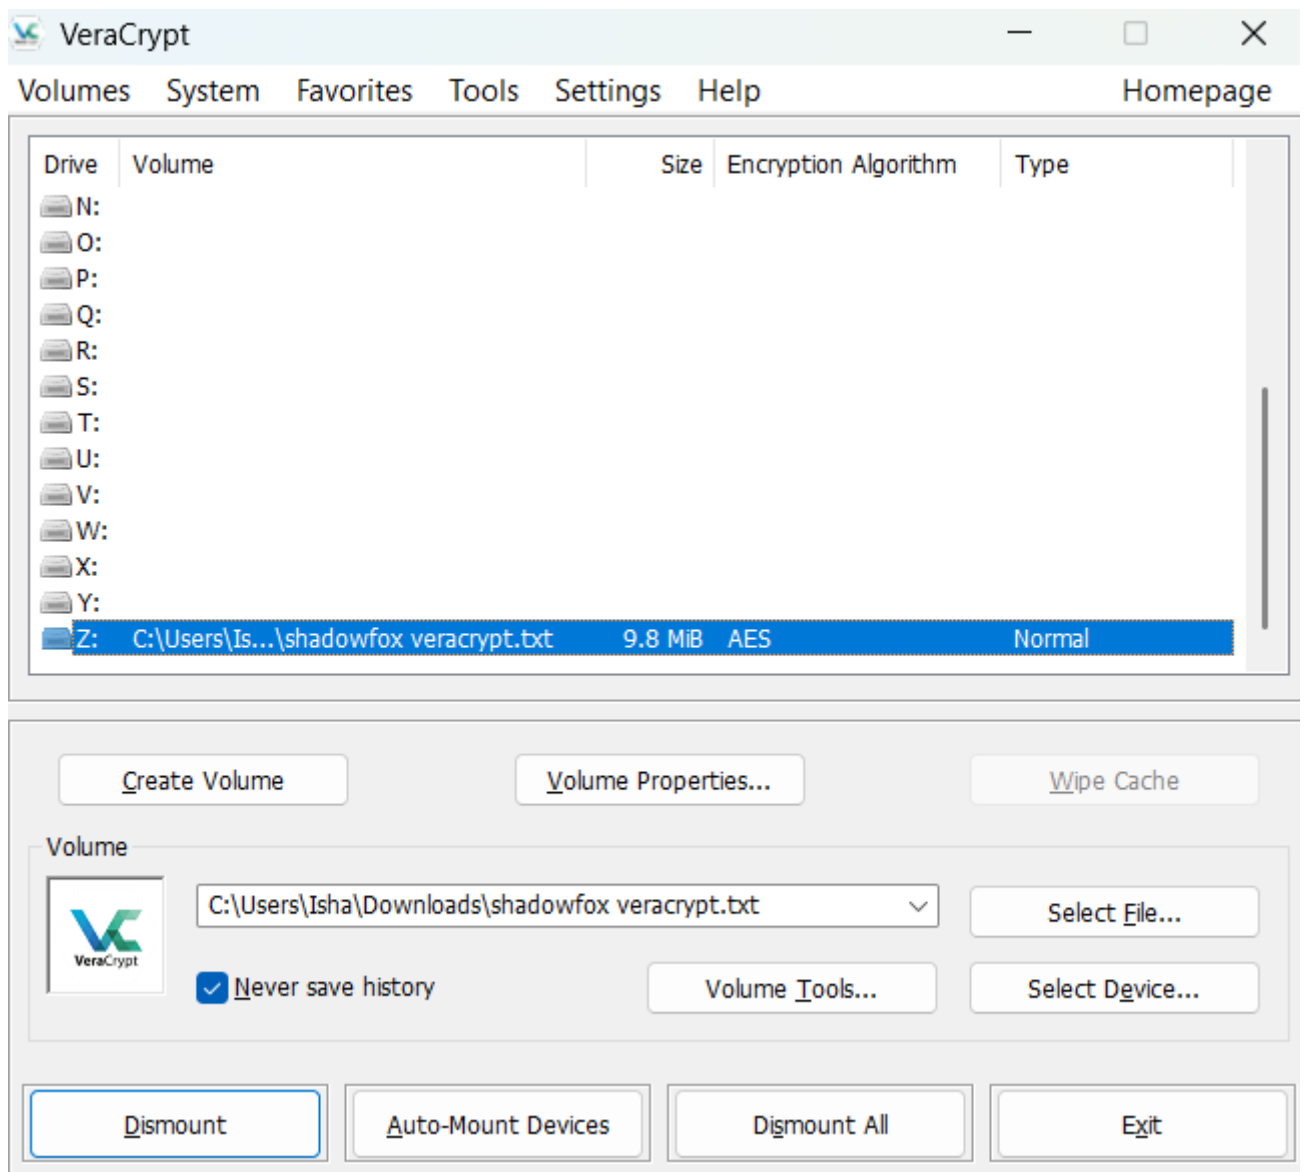 VeraCrypt
Volumes System Favorites Tools Settings Help Homepage
Drive Volume Size Encryption Algorithm Type
N:
O:
P:
Q:
R:
S:
T:
U:
V:
W:
X:
Y:
Z: C:\Users\Is...\shadowfox veracrypt.txt 9.8 MiB AES Normal
Create Volume Volume Properties... Wipe Cache
Volume
C:\Users\Isha\Downloads\shadowfox veracrypt.txt Select File...
VeraCrypt
Never save history Volume Tools... Select Device...
Dismount Auto-Mount Devices Dismount All Exit